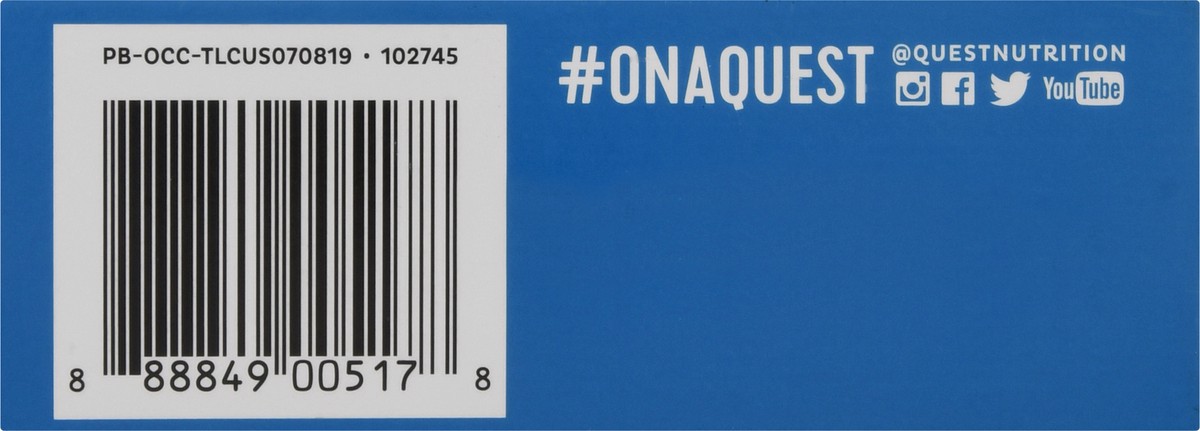 PB-OCC-TLCUS070819 • 102745
8 88849 00517 8
#ONAQUEST
@QUESTNUTRITION
YouTube